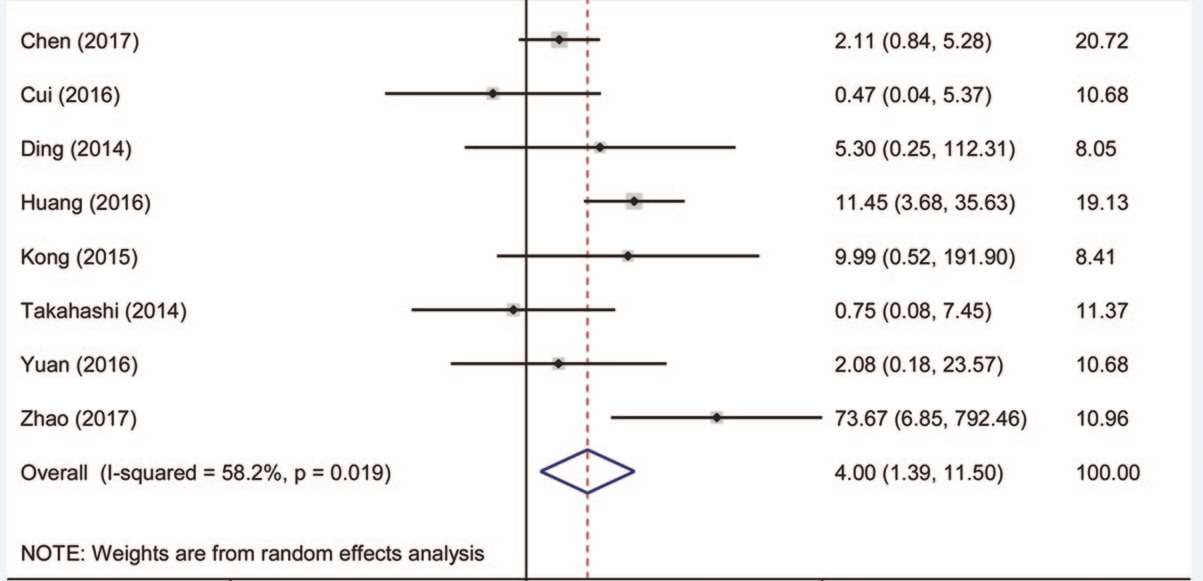 Chen (2017) 2.11 (0.84, 5.28) 20.72
Cui (2016) 0.47 (0.04, 5.37) 10.68
Ding (2014) 5.30 (0.25, 112.31) 8.05
Huang (2016) 11.45 (3.68, 35.63) 19.13
Kong (2015) 9.99 (0.52, 191.90) 8.41
Takahashi (2014) 0.75 (0.08, 7.45) 11.37
Yuan (2016) 2.08 (0.18, 23.57) 10.68
Zhao (2017) 73.67 (6.85, 792.46) 10.96
Overall (I-squared = 58.2%, p = 0.019) 4.00 (1.39, 11.50) 100.00
NOTE: Weights are from random effects analysis